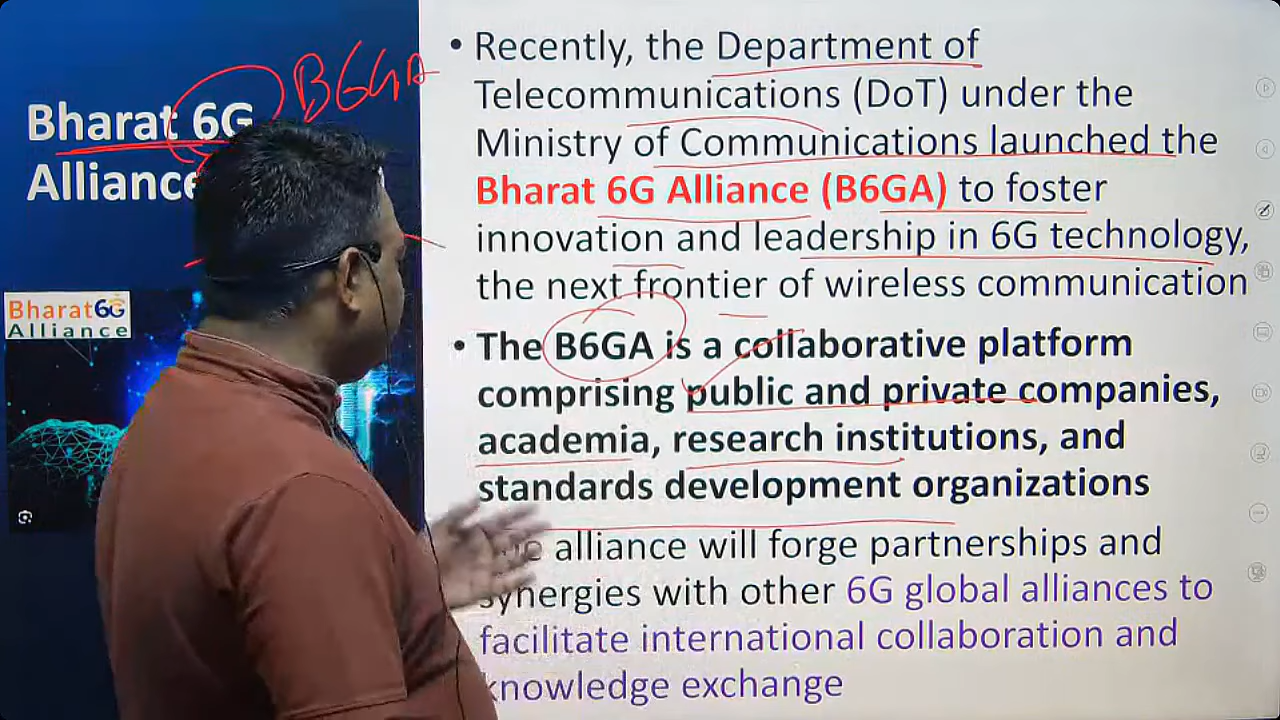 Bharat 6G
Alliance
B6GA
Bharat6G
Alliance
• Recently, the Department of
Telecommunications (DoT) under the
Ministry of Communications launched the
Bharat 6G Alliance (B6GA) to foster
innovation and leadership in 6G technology,
the next frontier of wireless communication
• The B6GA is a collaborative platform
comprising public and private companies,
academia, research institutions, and
standards development organizations
alliance will forge partnerships and
synergies with other 6G global alliances to
facilitate international collaboration and
knowledge exchange